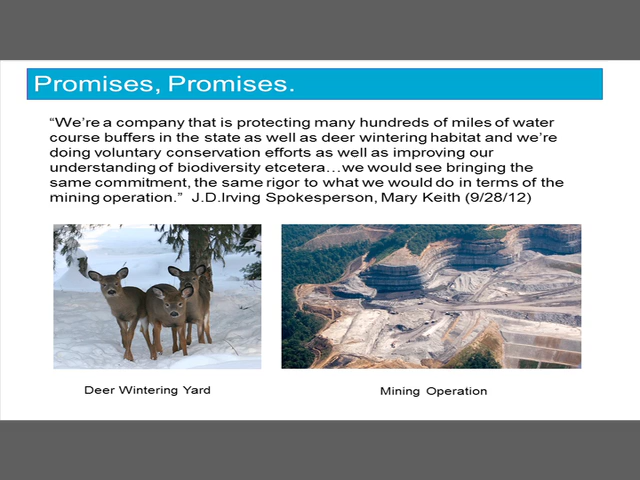 Promises, Promises.
“We’re a company that is protecting many hundreds of miles of water
course buffers in the state as well as deer wintering habitat and we’re
doing voluntary conservation efforts as well as improving our
understanding of biodiversity etcetera…we would see bringing the
same commitment, the same rigor to what we would do in terms of the
mining operation.”  J.D.Irving Spokesperson, Mary Keith (9/28/12)
Deer Wintering Yard
Mining Operation